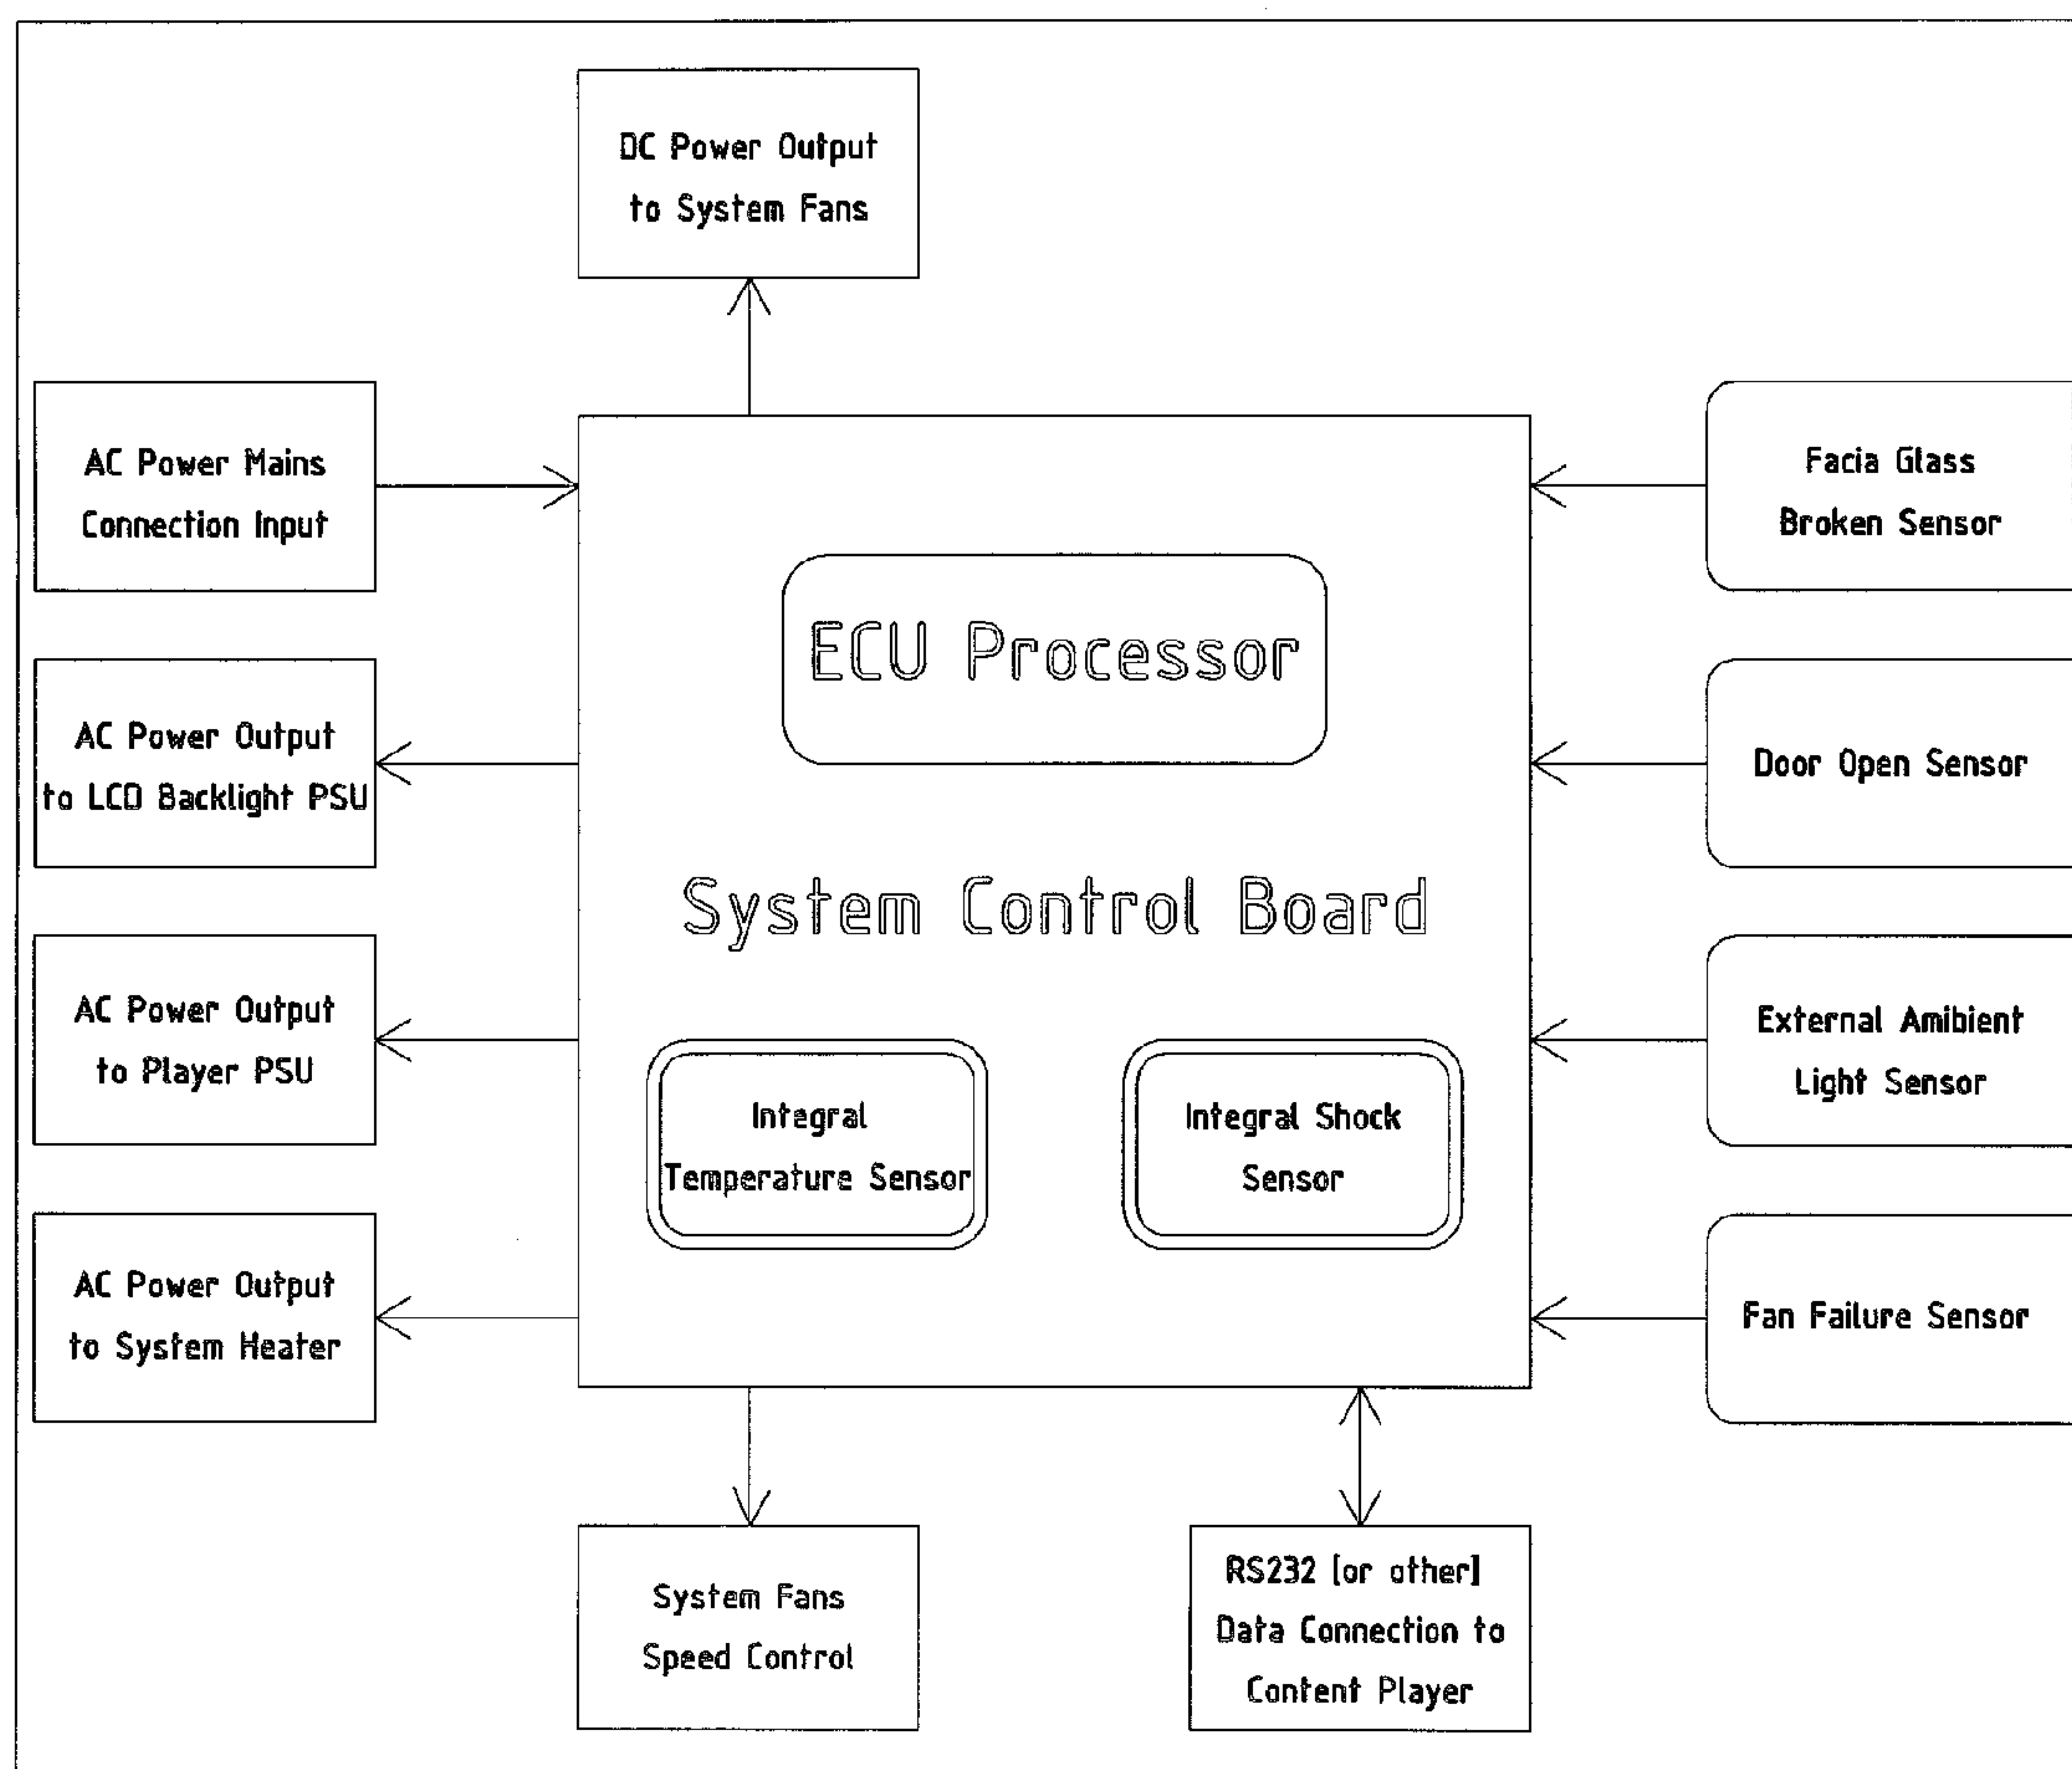 DC Power Output
to System Fans
AC Power Mains
Connection Input
Facia Glass
Broken Sensor
ECU Processor
AC Power Output
to LCD Backlight PSU
Door Open Sensor
System Control Board
AC Power Output
to Player PSU
External Amibient
Light Sensor
Integral
Temperature Sensor
Integral Shock
Sensor
AC Power Output
to System Heater
Fan Failure Sensor
System Fans
Speed Control
RS232 [or other]
Data Connection to
Content Player